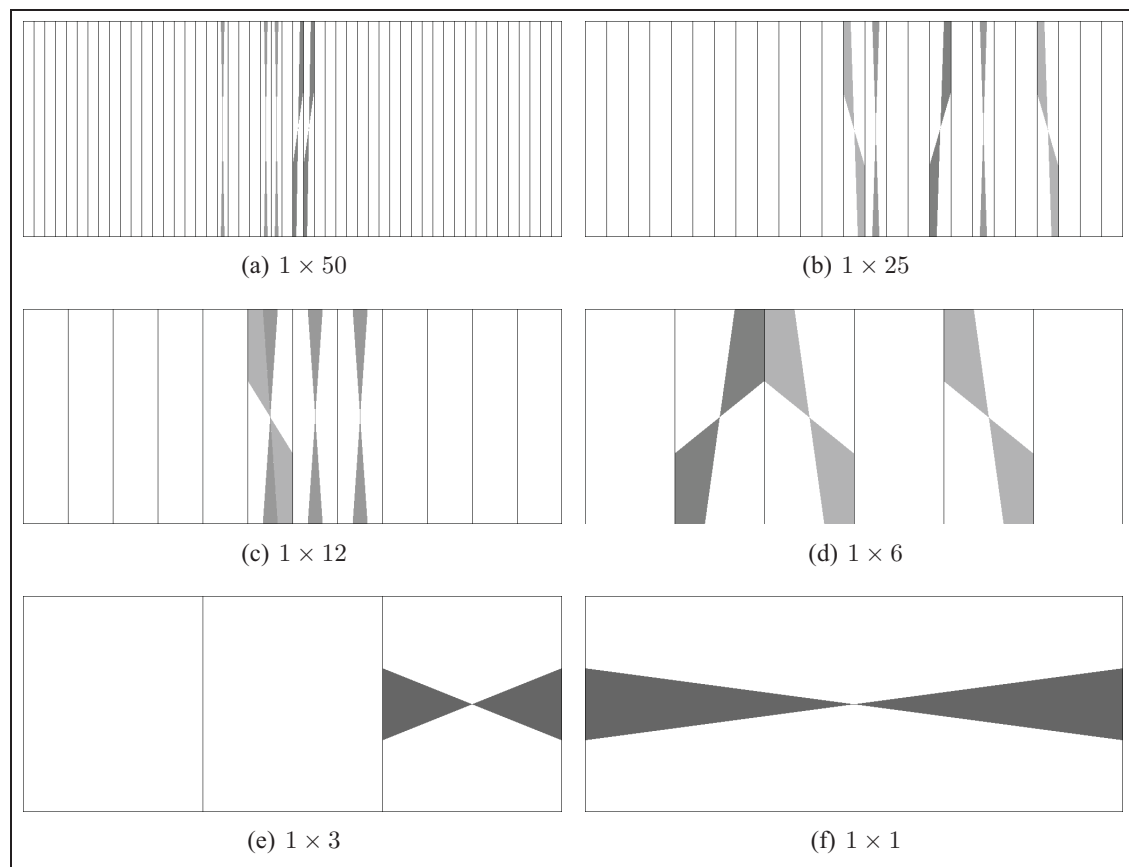 (a) 1 × 50
(b) 1 × 25
(c) 1 × 12
(d) 1 × 6
(e) 1 × 3
(f) 1 × 1